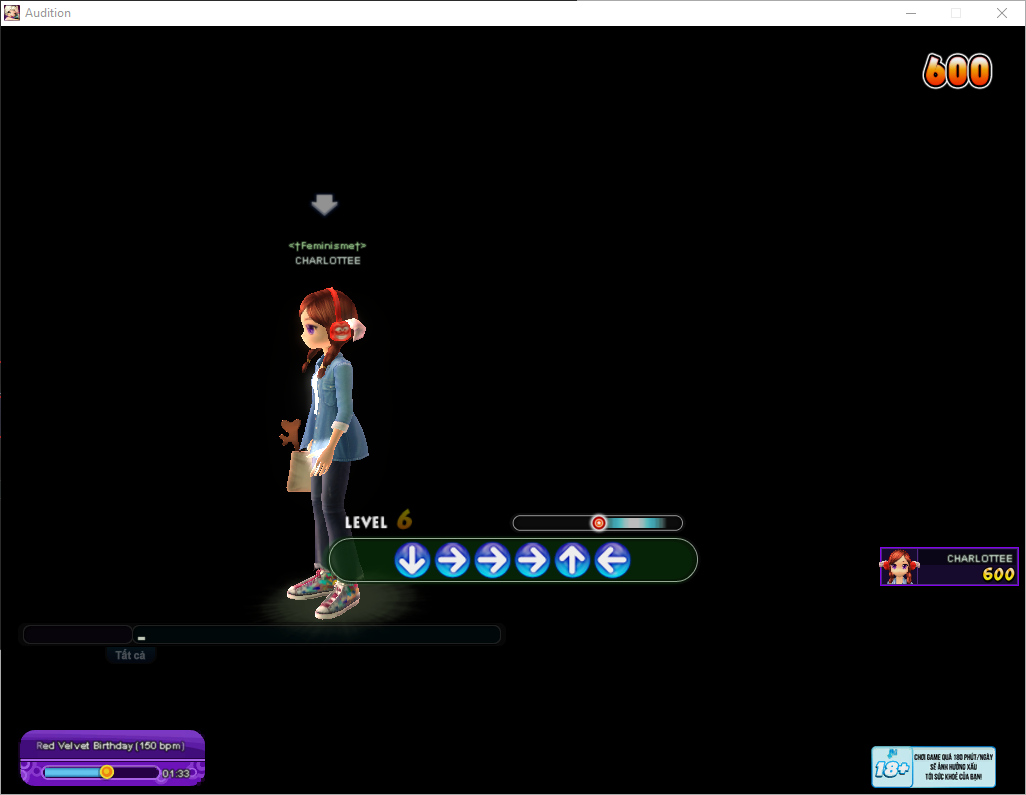 Audition
600
<†Feminisme†>
CHARLOTTEE
LEVEL 6
CHARLOTTEE
600
Tất cả
Red Velvet Birthday (150 bpm)
01:33
18+
CHƠI GAME QUÁ 180 PHÚT/NGÀY
SẼ ẢNH HƯỞNG XẤU
TỚI SỨC KHOẺ CỦA BẠN!